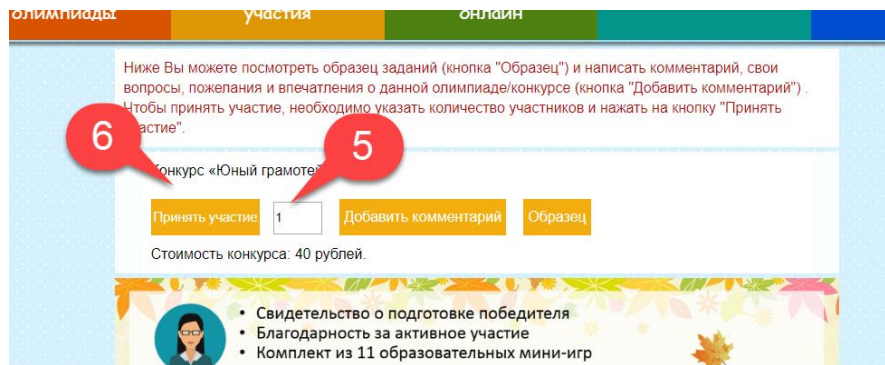 олимпиады
участия
онлайн
Ниже Вы можете посмотреть образец заданий (кнопка "Образец") и написать комментарий, свои
вопросы, пожелания и впечатления о данной олимпиаде/конкурсе (кнопка "Добавить комментарий") .
Чтобы принять участие, необходимо указать количество участников и нажать на кнопку "Принять
астие".
6
5
Конкурс «Юный грамотей
Принять участие
1
Добавить комментарий
Образец
Стоимость конкурса: 40 рублей.
• Свидетельство о подготовке победителя
• Благодарность за активное участие
• Комплект из 11 образовательных мини-игр